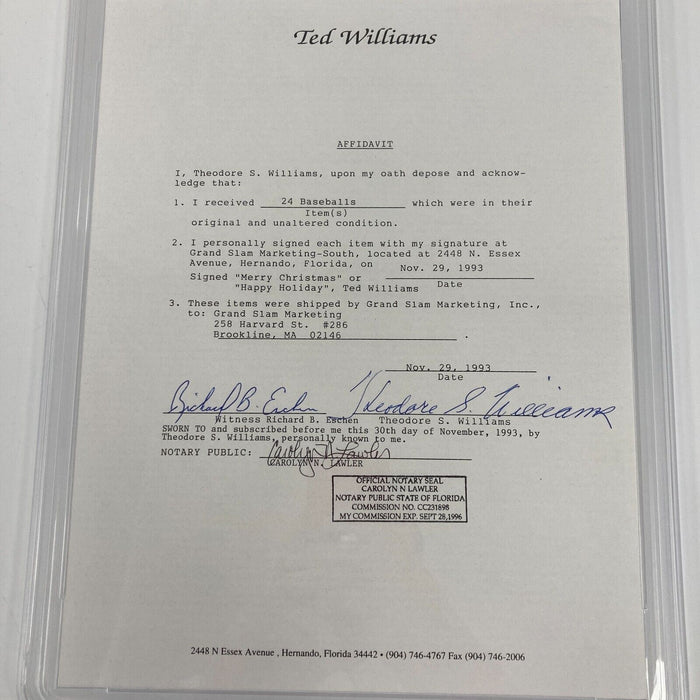 Ted Williams
AFFIDAVIT
I, Theodore S. Williams, upon my oath depose and acknow-
ledge that:
1. I received 24 Baseballs which were in their
Item(s)
original and unaltered condition.
2. I personally signed each item with my signature at
Grand Slam Marketing-South, located at 2448 N. Essex
Avenue, Hernando, Florida, on Nov. 29, 1993
Signed "Merry Christmas" or Date
"Happy Holiday", Ted Williams
3. These items were shipped by Grand Slam Marketing, Inc.,
to: Grand Slam Marketing
258 Harvard St. #286
Brookline, MA 02146 .
Nov. 29, 1993
Date
Richard B. Eschen Theodore S. Williams
Witness Richard B. Eschen Theodore S. Williams
SWORN TO and subscribed before me this 30th day of November, 1993, by
Theodore S. Williams, personally known to me.
NOTARY PUBLIC: Carolyn N Lawler
CAROLYN N. LAWLER
OFFICIAL NOTARY SEAL
CAROLYN N LAWLER
NOTARY PUBLIC STATE OF FLORIDA
COMMISSION NO. CC231898
MY COMMISSION EXP. SEPT 28,1996
2448 N Essex Avenue , Hernando, Florida 34442 • (904) 746-4767 Fax (904) 746-2006